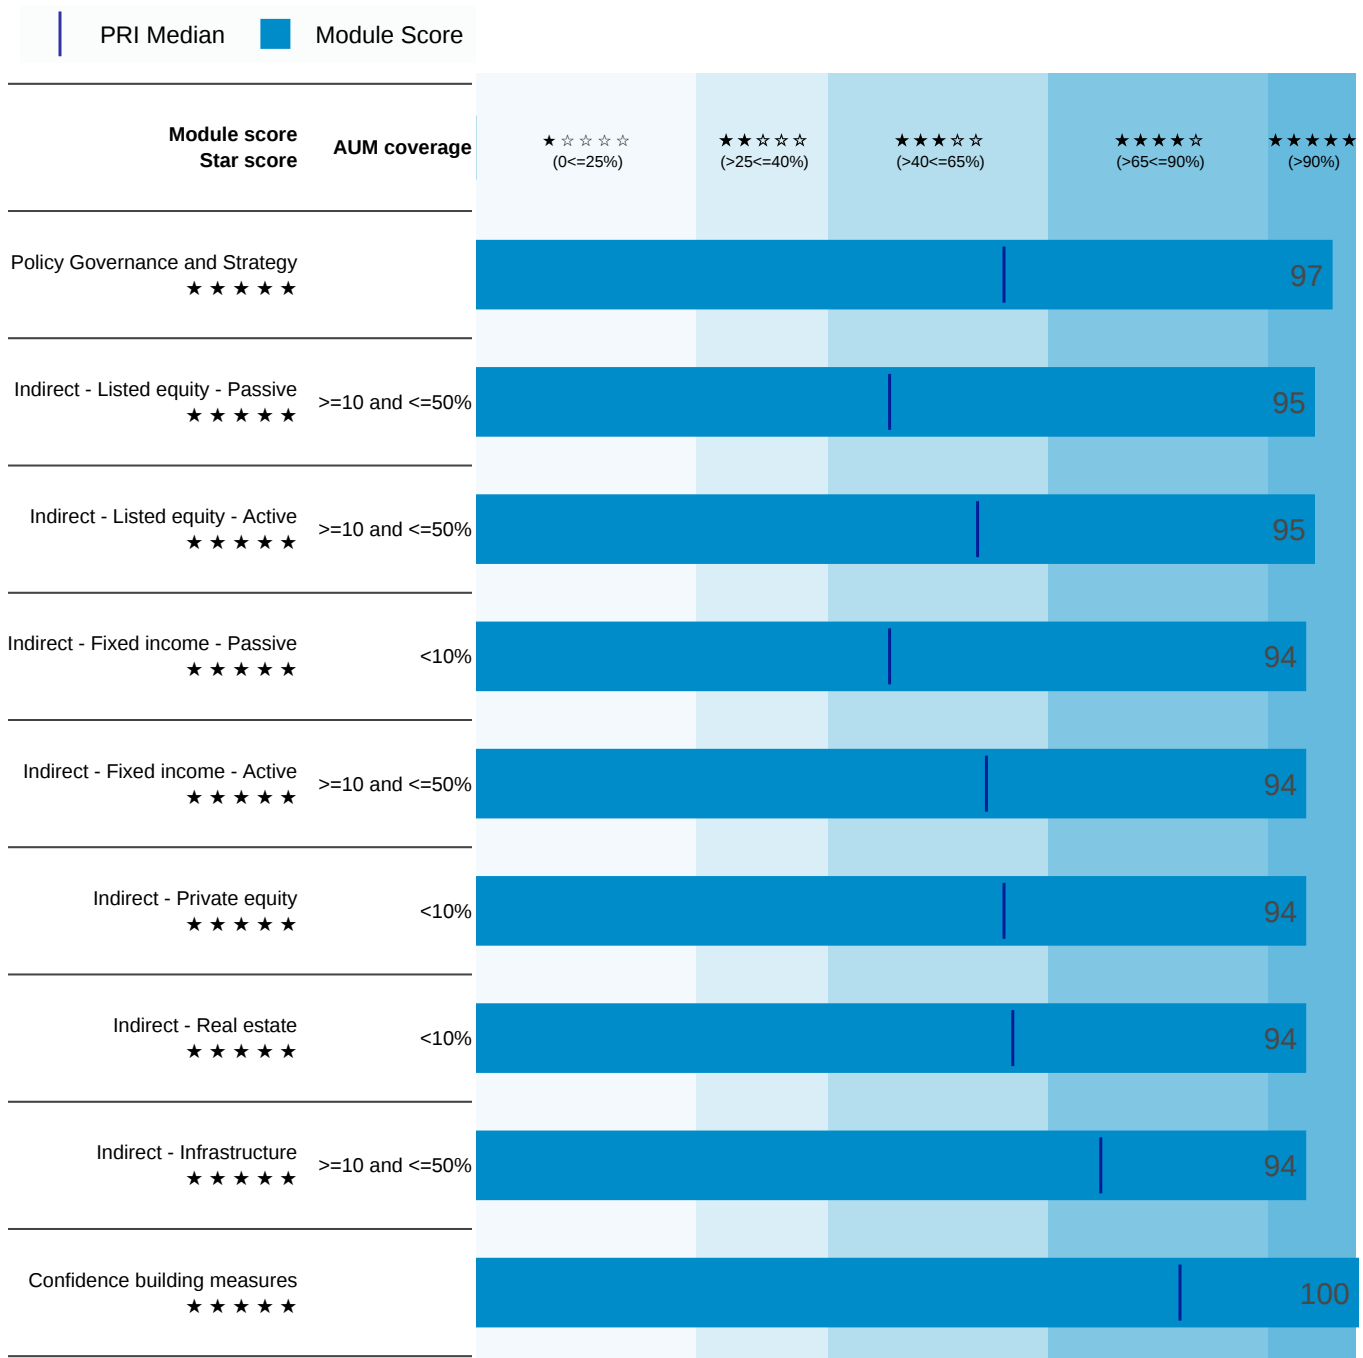 PRI Median Module Score
Module score
Star score
AUM coverage
★☆☆☆☆
(0<=25%)
★★☆☆☆
(>25<=40%)
★★★☆☆
(>40<=65%)
★★★★☆
(>65<=90%)
★★★★★
(>90%)
Policy Governance and Strategy
★★★★★
97
Indirect - Listed equity - Passive
★★★★★
>=10 and <=50%
95
Indirect - Listed equity - Active
★★★★★
>=10 and <=50%
95
Indirect - Fixed income - Passive
★★★★★
<10%
94
Indirect - Fixed income - Active
★★★★★
>=10 and <=50%
94
Indirect - Private equity
★★★★★
<10%
94
Indirect - Real estate
★★★★★
<10%
94
Indirect - Infrastructure
★★★★★
>=10 and <=50%
94
Confidence building measures
★★★★★
100